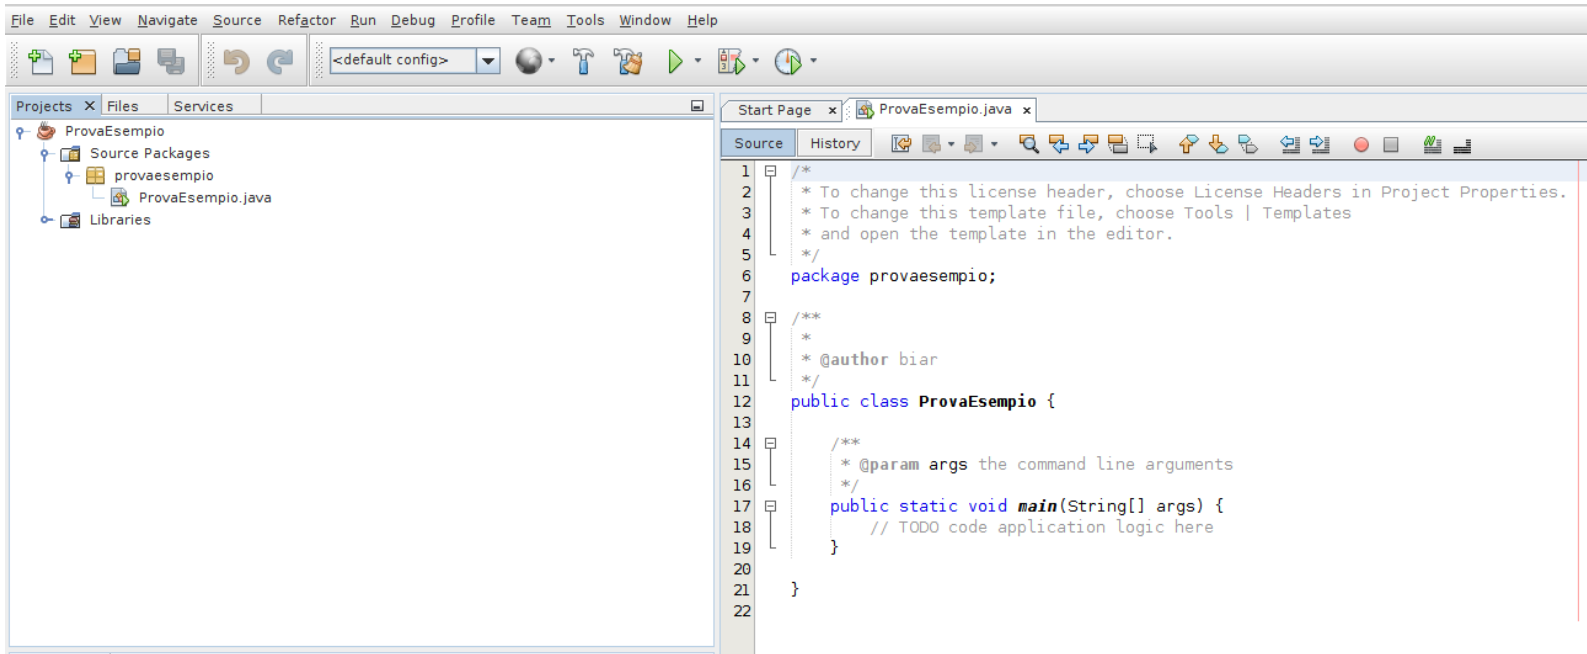 File Edit View Navigate Source Refactor Run Debug Profile Team Tools Window Help
<default config>
Projects Files Services
ProvaEsempio
Source Packages
provaesempio
ProvaEsempio.java
Libraries
Start Page ProvaEsempio.java
Source History
1 /*
2 * To change this license header, choose License Headers in Project Properties.
3 * To change this template file, choose Tools | Templates
4 * and open the template in the editor.
5 */
6 package provaesempio;
7
8 /**
9 *
10 * @author biar
11 */
12 public class ProvaEsempio {
13
14 /**
15 * @param args the command line arguments
16 */
17 public static void main(String[] args) {
18 // TODO code application logic here
19 }
20
21 }
22